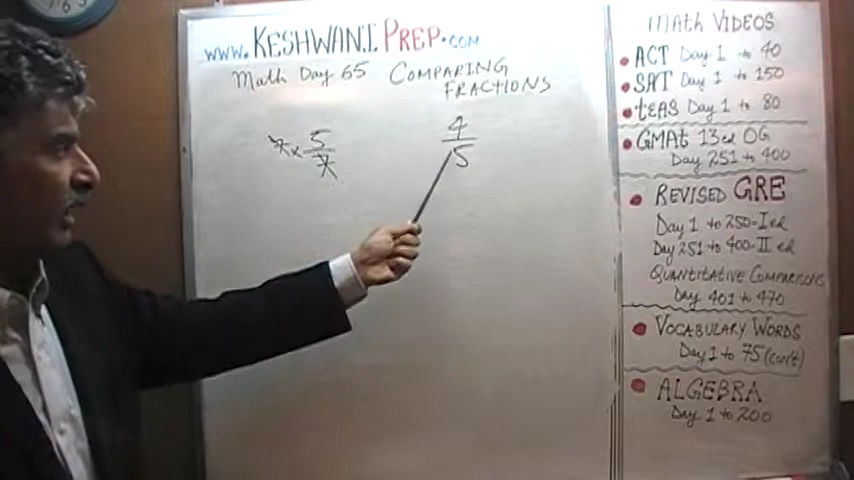 www.KESHWANI PREP.com
Math Day 65 COMPARING
FRACTIONS
7 x 5
7
4
5
Math Videos
ACT Day 1 to 40
SAT Day 1 to 150
tEAS Day 1 to 80
GMAt 13ed OG
Day 251 to 400
REVISED GRE
Day 1 to 250-I ed
Day 251 to 400-II ed
QUANtitAtivE COMPARISONS
Day 401 to 470
VOCABULARY WORDS
Day 1 to 75 (con't)
ALGEBRA
Day 1 to 200